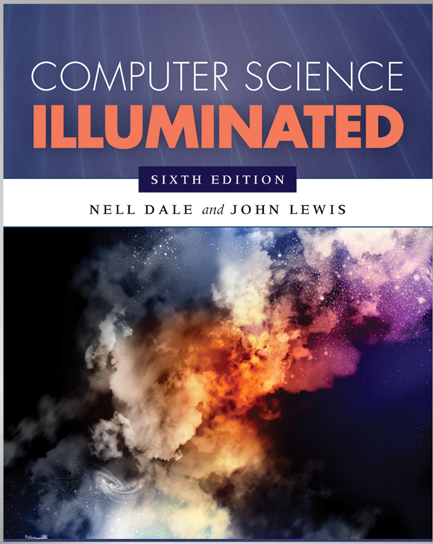 COMPUTER SCIENCE
ILLUMINATED
SIXTH EDITION
NELL DALE and JOHN LEWIS